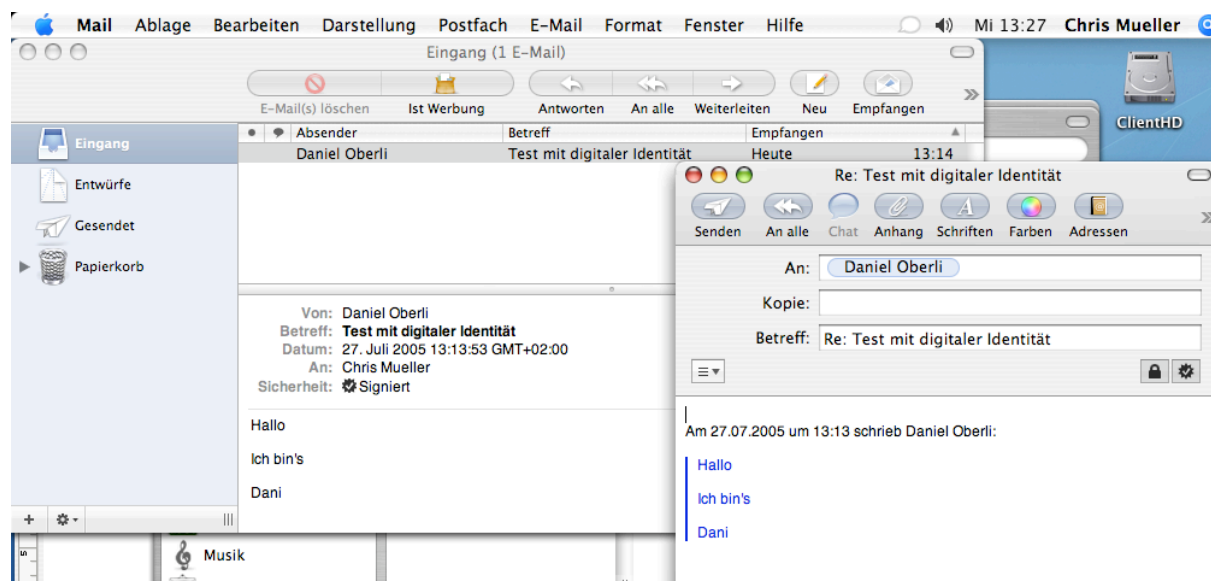 Mail Ablage Bearbeiten Darstellung Postfach E-Mail Format Fenster Hilfe Mi 13:27 Chris Mueller
Eingang (1 E-Mail)
E-Mail(s) löschen Ist Werbung Antworten An alle Weiterleiten Neu Empfangen
ClientHD
Absender Betreff Empfangen
Daniel Oberli Test mit digitaler Identität Heute 13:14
Eingang
Entwürfe
Gesendet
Papierkorb
Von: Daniel Oberli
Betreff: Test mit digitaler Identität
Datum: 27. Juli 2005 13:13:53 GMT+02:00
An: Chris Mueller
Sicherheit: Signiert
Hallo
Ich bin's
Dani
Re: Test mit digitaler Identität
Senden An alle Chat Anhang Schriften Farben Adressen
An: Daniel Oberli
Kopie:
Betreff: Re: Test mit digitaler Identität
Am 27.07.2005 um 13:13 schrieb Daniel Oberli:
Hallo
Ich bin's
Dani
Musik